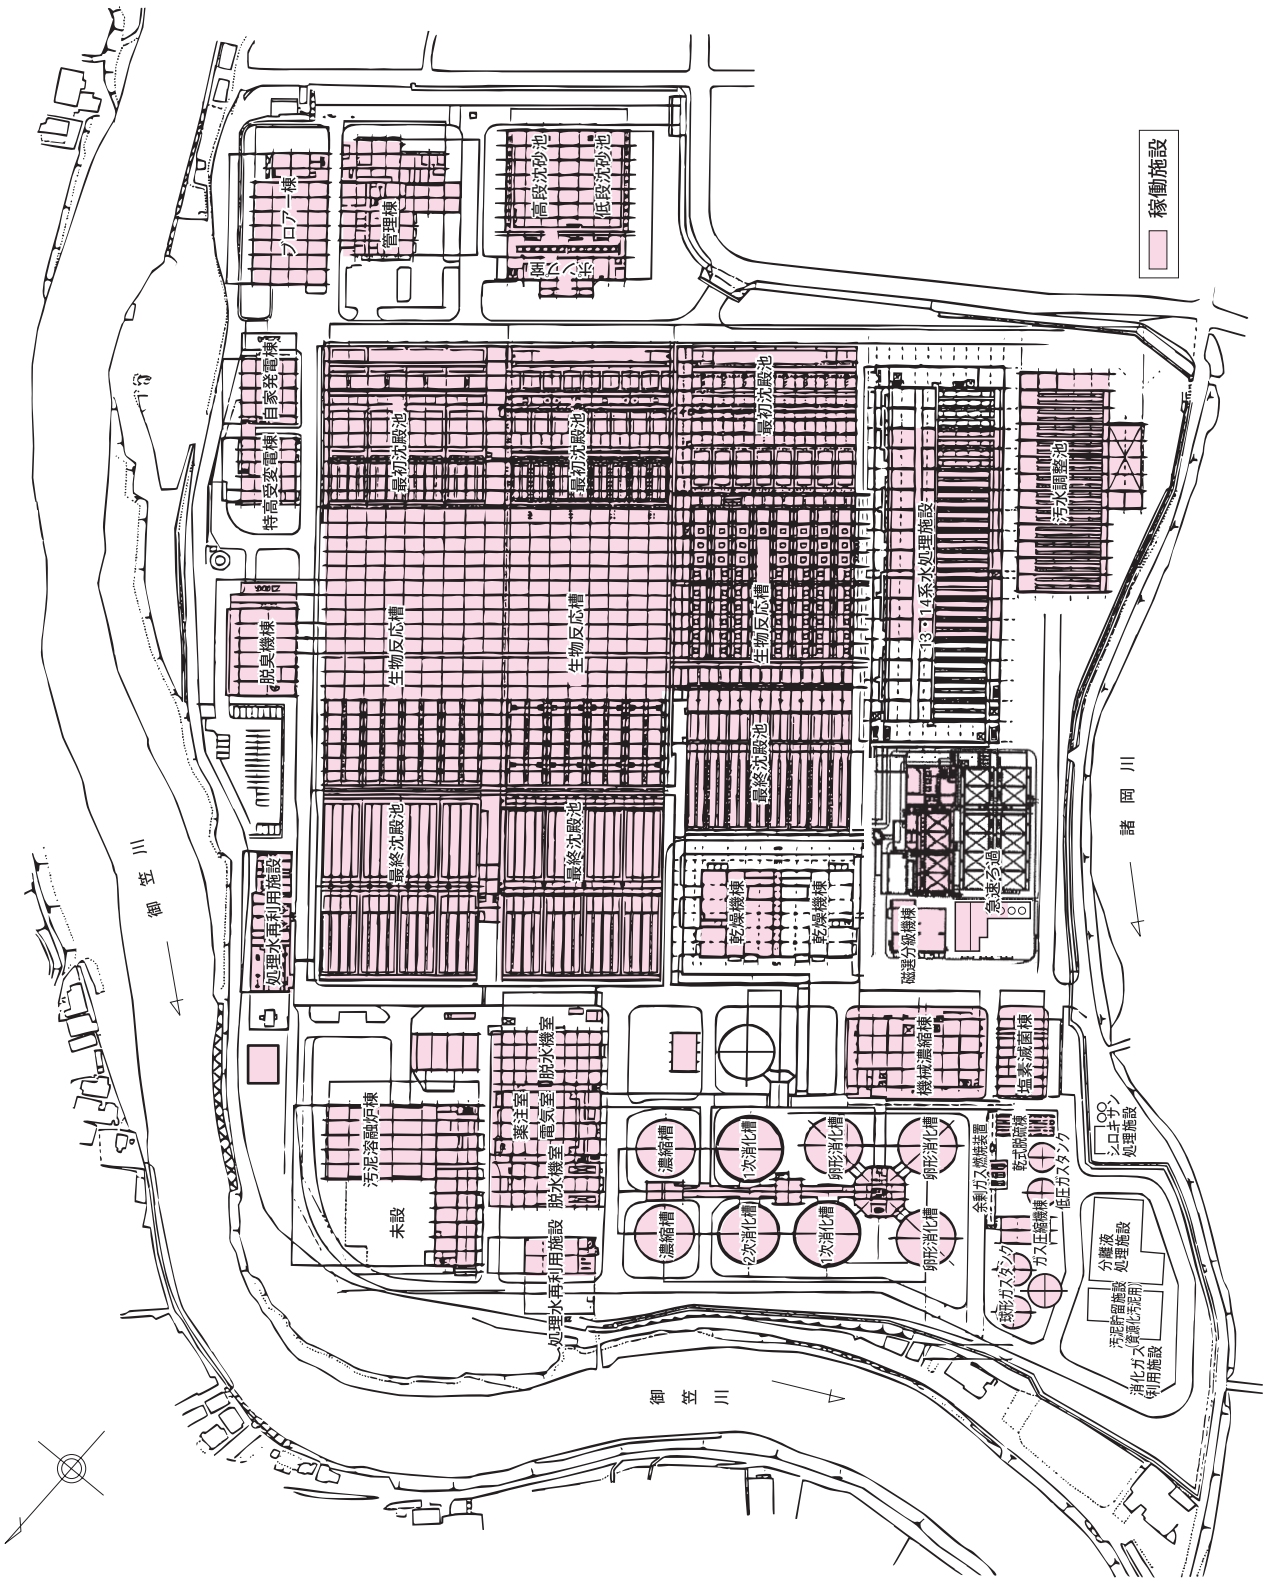 稼働施設
ブロアー棟
管理棟
高段沈砂池
低段沈砂池
ポンプ室
自家発電棟
特高受変電棟
最初沈殿池
最初沈殿池
最初沈殿池
汚水調整池
13・14系水処理施設
脱臭機棟
生物反応槽
生物反応槽
生物反応槽
最終沈殿池
最終沈殿池
最終沈殿池
諸岡川
御笠川
処理水再利用施設
乾燥機棟
乾燥機棟
急速ろ過
磁選分級機棟
機械濃縮棟
塩素滅菌棟
汚泥溶融炉棟
未設
薬注室
電気室
脱水機室
脱水機室
処理水再利用施設
濃縮槽
濃縮槽
1次消化槽
2次消化槽
1次消化槽
卵形消化槽
卵形消化槽
卵形消化槽
余剰ガス燃焼装置
乾式脱硫棟
低圧ガスタンク
ガス圧縮機棟
球形ガスタンク
シロキサン
処理施設
分離液
処理施設
汚泥貯留施設
(資源化汚泥用)
消化ガス
利用施設
御笠川